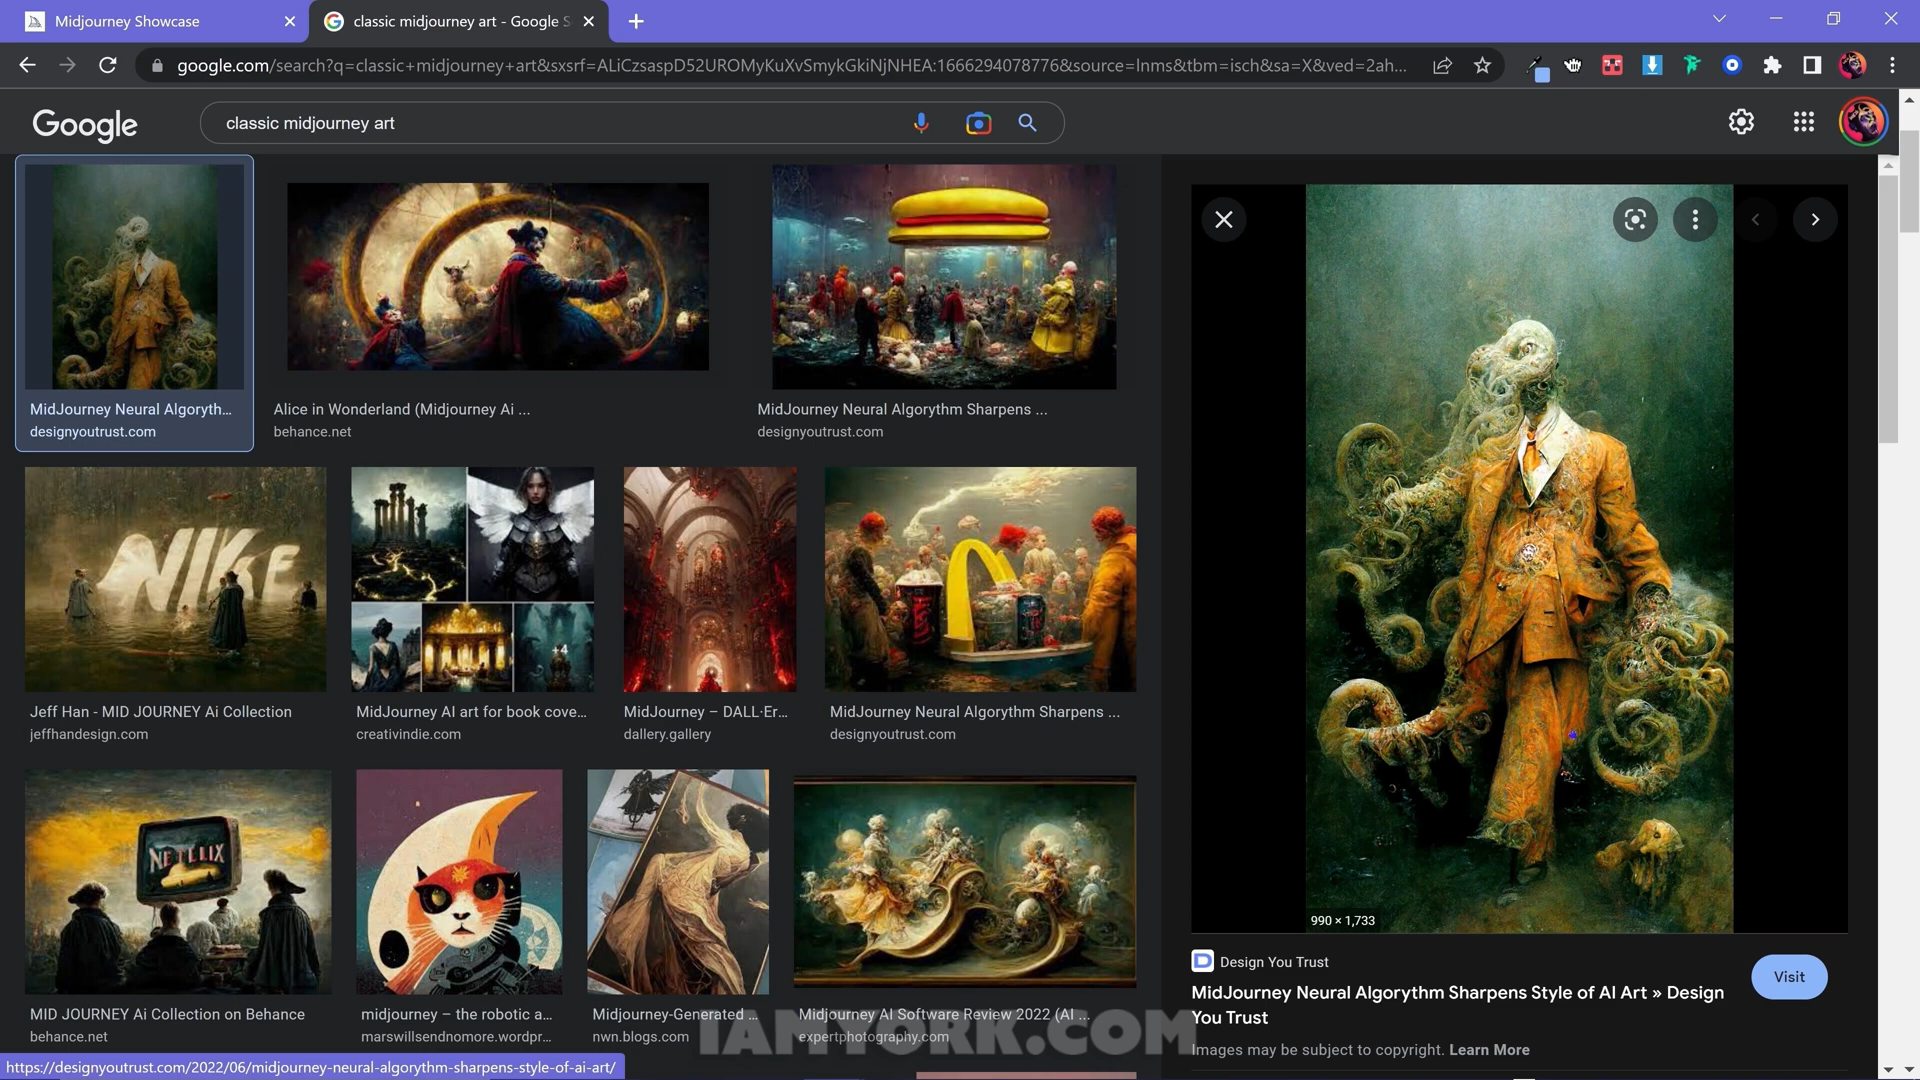 Midjourney Showcase
classic midjourney art - Google S
google.com/search?q=classic+midjourney+art&sxsrf=ALiCzsaspD52UROMyKuXvSmykGkiNjNHEA:1666294078776&source=lnms&tbm=isch&sa=X&ved=2ah...
Google
classic midjourney art
MidJourney Neural Algoryth...
designyoutrust.com
Alice in Wonderland (Midjourney Ai ...
behance.net
MidJourney Neural Algorythm Sharpens ...
designyoutrust.com
NIKE
+4
Jeff Han - MID JOURNEY Ai Collection
jeffhandesign.com
MidJourney AI art for book cove...
creativindie.com
MidJourney – DALL·Er...
dallery.gallery
MidJourney Neural Algorythm Sharpens ...
designyoutrust.com
MID JOURNEY Ai Collection on Behance
behance.net
midjourney – the robotic a...
marswillsendnomore.wordpr...
Midjourney-Generated ...
nwn.blogs.com
Midjourney AI Software Review 2022 (AI ...
expertphotography.com
990 × 1,733
Design You Trust
MidJourney Neural Algorythm Sharpens Style of AI Art » Design
You Trust
Visit
Images may be subject to copyright. Learn More
IAMYORK.COM
https://designyoutrust.com/2022/06/midjourney-neural-algorythm-sharpens-style-of-ai-art/